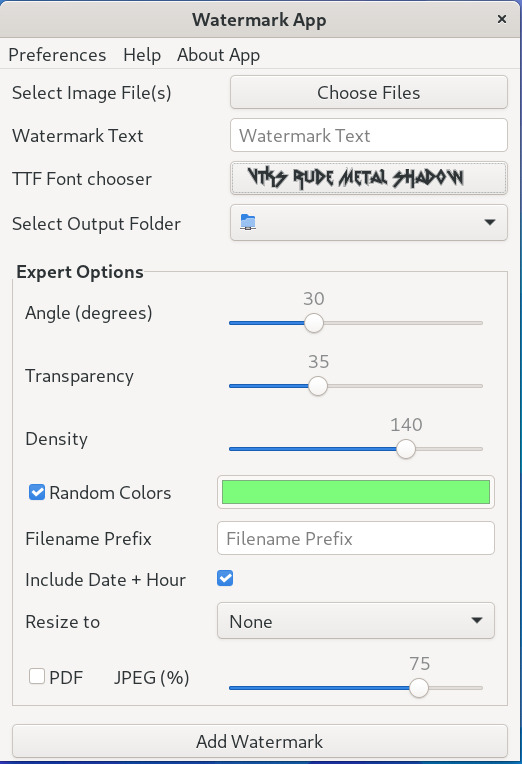 Watermark App ×
Preferences Help About App
Select Image File(s) Choose Files
Watermark Text Watermark Text
TTF Font chooser Vtks Rude Metal Shadow
Select Output Folder
Expert Options
30
Angle (degrees)
35
Transparency
140
Density
Random Colors
Filename Prefix Filename Prefix
Include Date + Hour
Resize to None
75
PDF JPEG (%)
Add Watermark